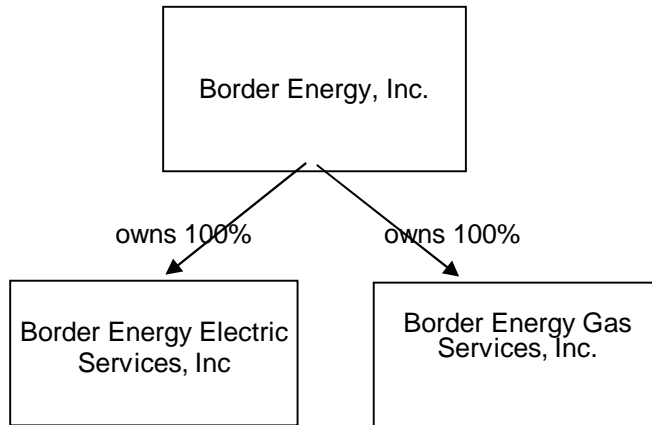 Border Energy, Inc.
owns 100%
owns 100%
Border Energy Electric
Services, Inc
Border Energy Gas
Services, Inc.